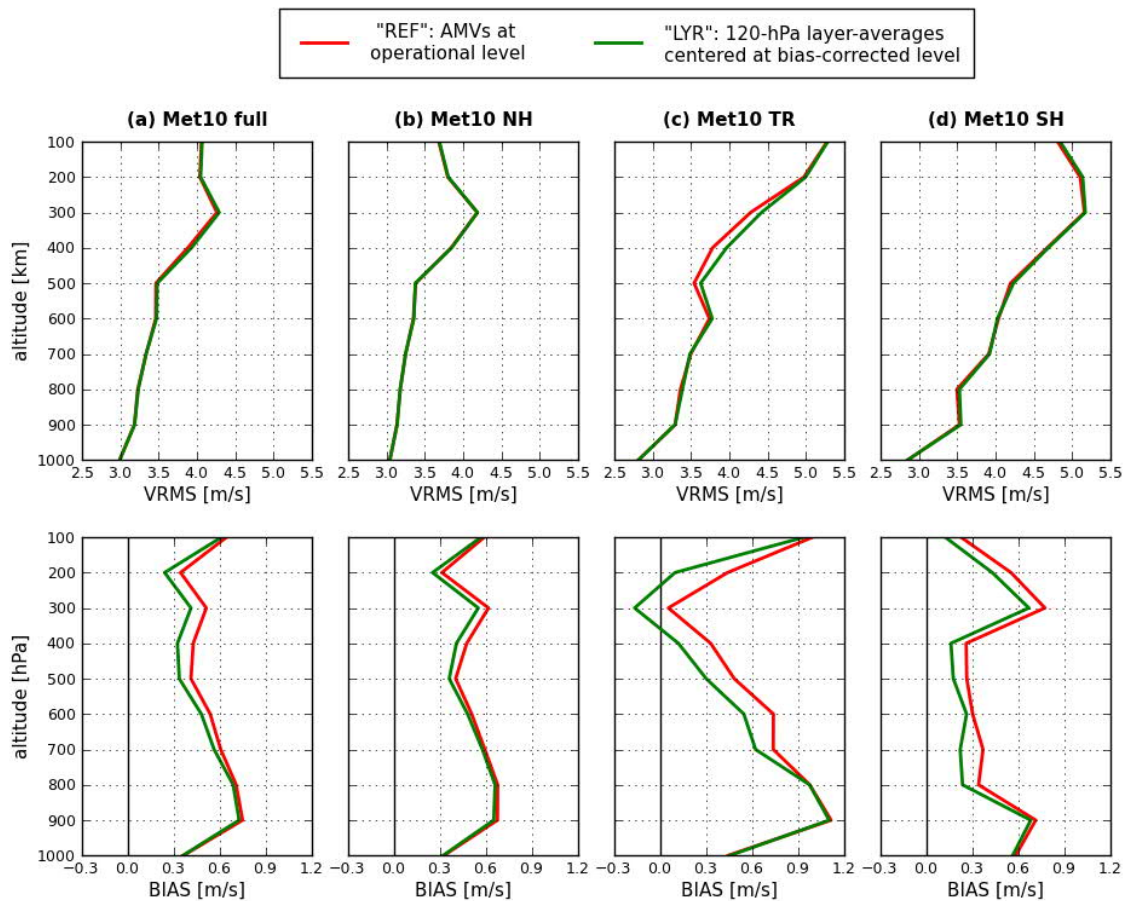 "REF": AMVs at
operational level
"LYR": 120-hPa layer-averages
centered at bias-corrected level
(a) Met10 full
(b) Met10 NH
(c) Met10 TR
(d) Met10 SH
altitude [km]
100
200
300
400
500
600
700
800
900
1000
2.5 3.0 3.5 4.0 4.5 5.0 5.5
2.5 3.0 3.5 4.0 4.5 5.0 5.5
2.5 3.0 3.5 4.0 4.5 5.0 5.5
2.5 3.0 3.5 4.0 4.5 5.0 5.5
VRMS [m/s]
VRMS [m/s]
VRMS [m/s]
VRMS [m/s]
altitude [hPa]
100
200
300
400
500
600
700
800
900
1000
−0.3 0.0 0.3 0.6 0.9 1.2
−0.3 0.0 0.3 0.6 0.9 1.2
−0.3 0.0 0.3 0.6 0.9 1.2
−0.3 0.0 0.3 0.6 0.9 1.2
BIAS [m/s]
BIAS [m/s]
BIAS [m/s]
BIAS [m/s]